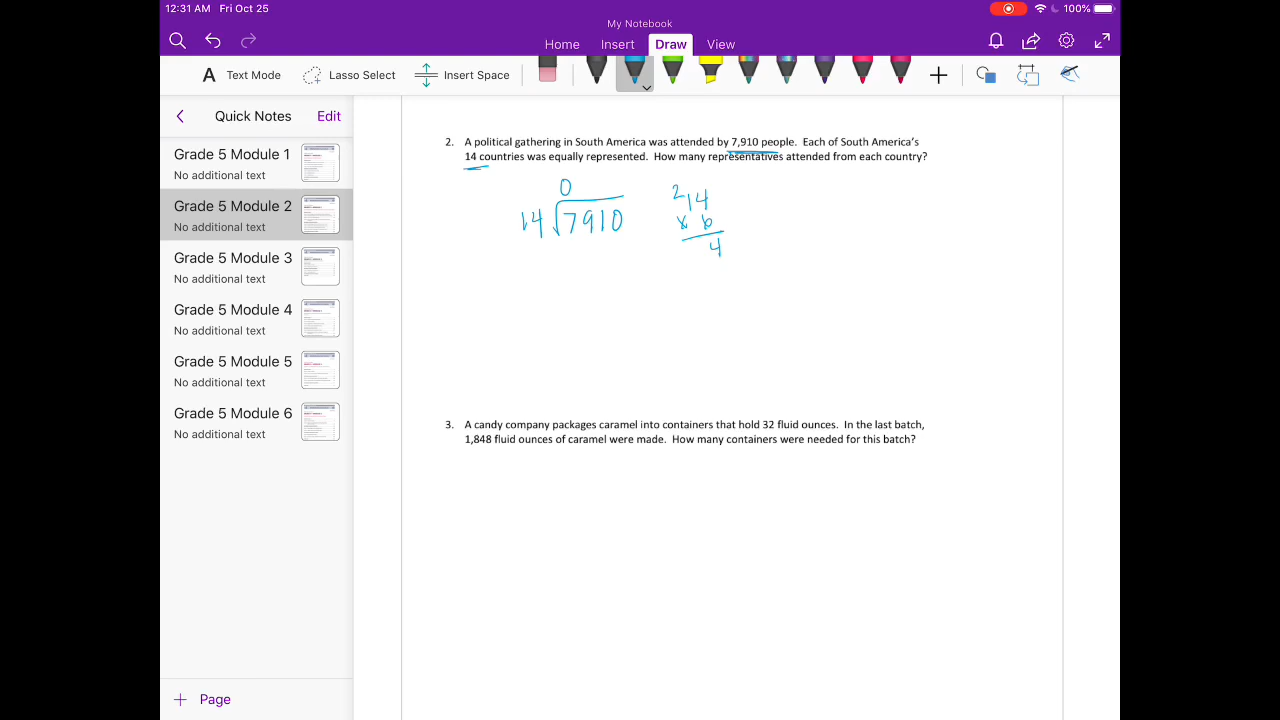 12:31 AM Fri Oct 25
100%
My Notebook
Home Insert Draw View
Text Mode Lasso Select Insert Space
Quick Notes Edit
Grade 5 Module 1
No additional text
Grade 5 Module 2
No additional text
Grade 5 Module 3
No additional text
Grade 5 Module 4
No additional text
Grade 5 Module 5
No additional text
Grade 5 Module 6
No additional text
Page
2. A political gathering in South America was attended by 7,910 people. Each of South America's
14 countries was equally represented. How many representatives attended from each country?
0
14 7910
2
14
x 6
4
3. A candy company packages caramel into containers that hold 32 fluid ounces. In the last batch,
1,848 fluid ounces of caramel were made. How many containers were needed for this batch?